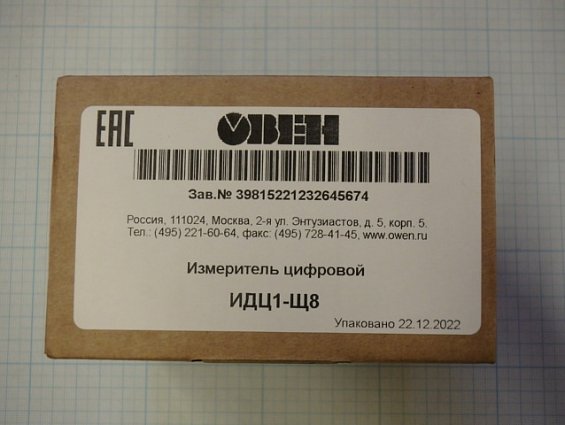 EAC ОВЕН
Зав.№ 39815221232645674
Россия, 111024, Москва, 2-я ул. Энтузиастов, д. 5, корп. 5.
Тел.: (495) 221-60-64, факс: (495) 728-41-45, www.owen.ru
Измеритель цифровой
ИДЦ1-Щ8
Упаковано 22.12.2022